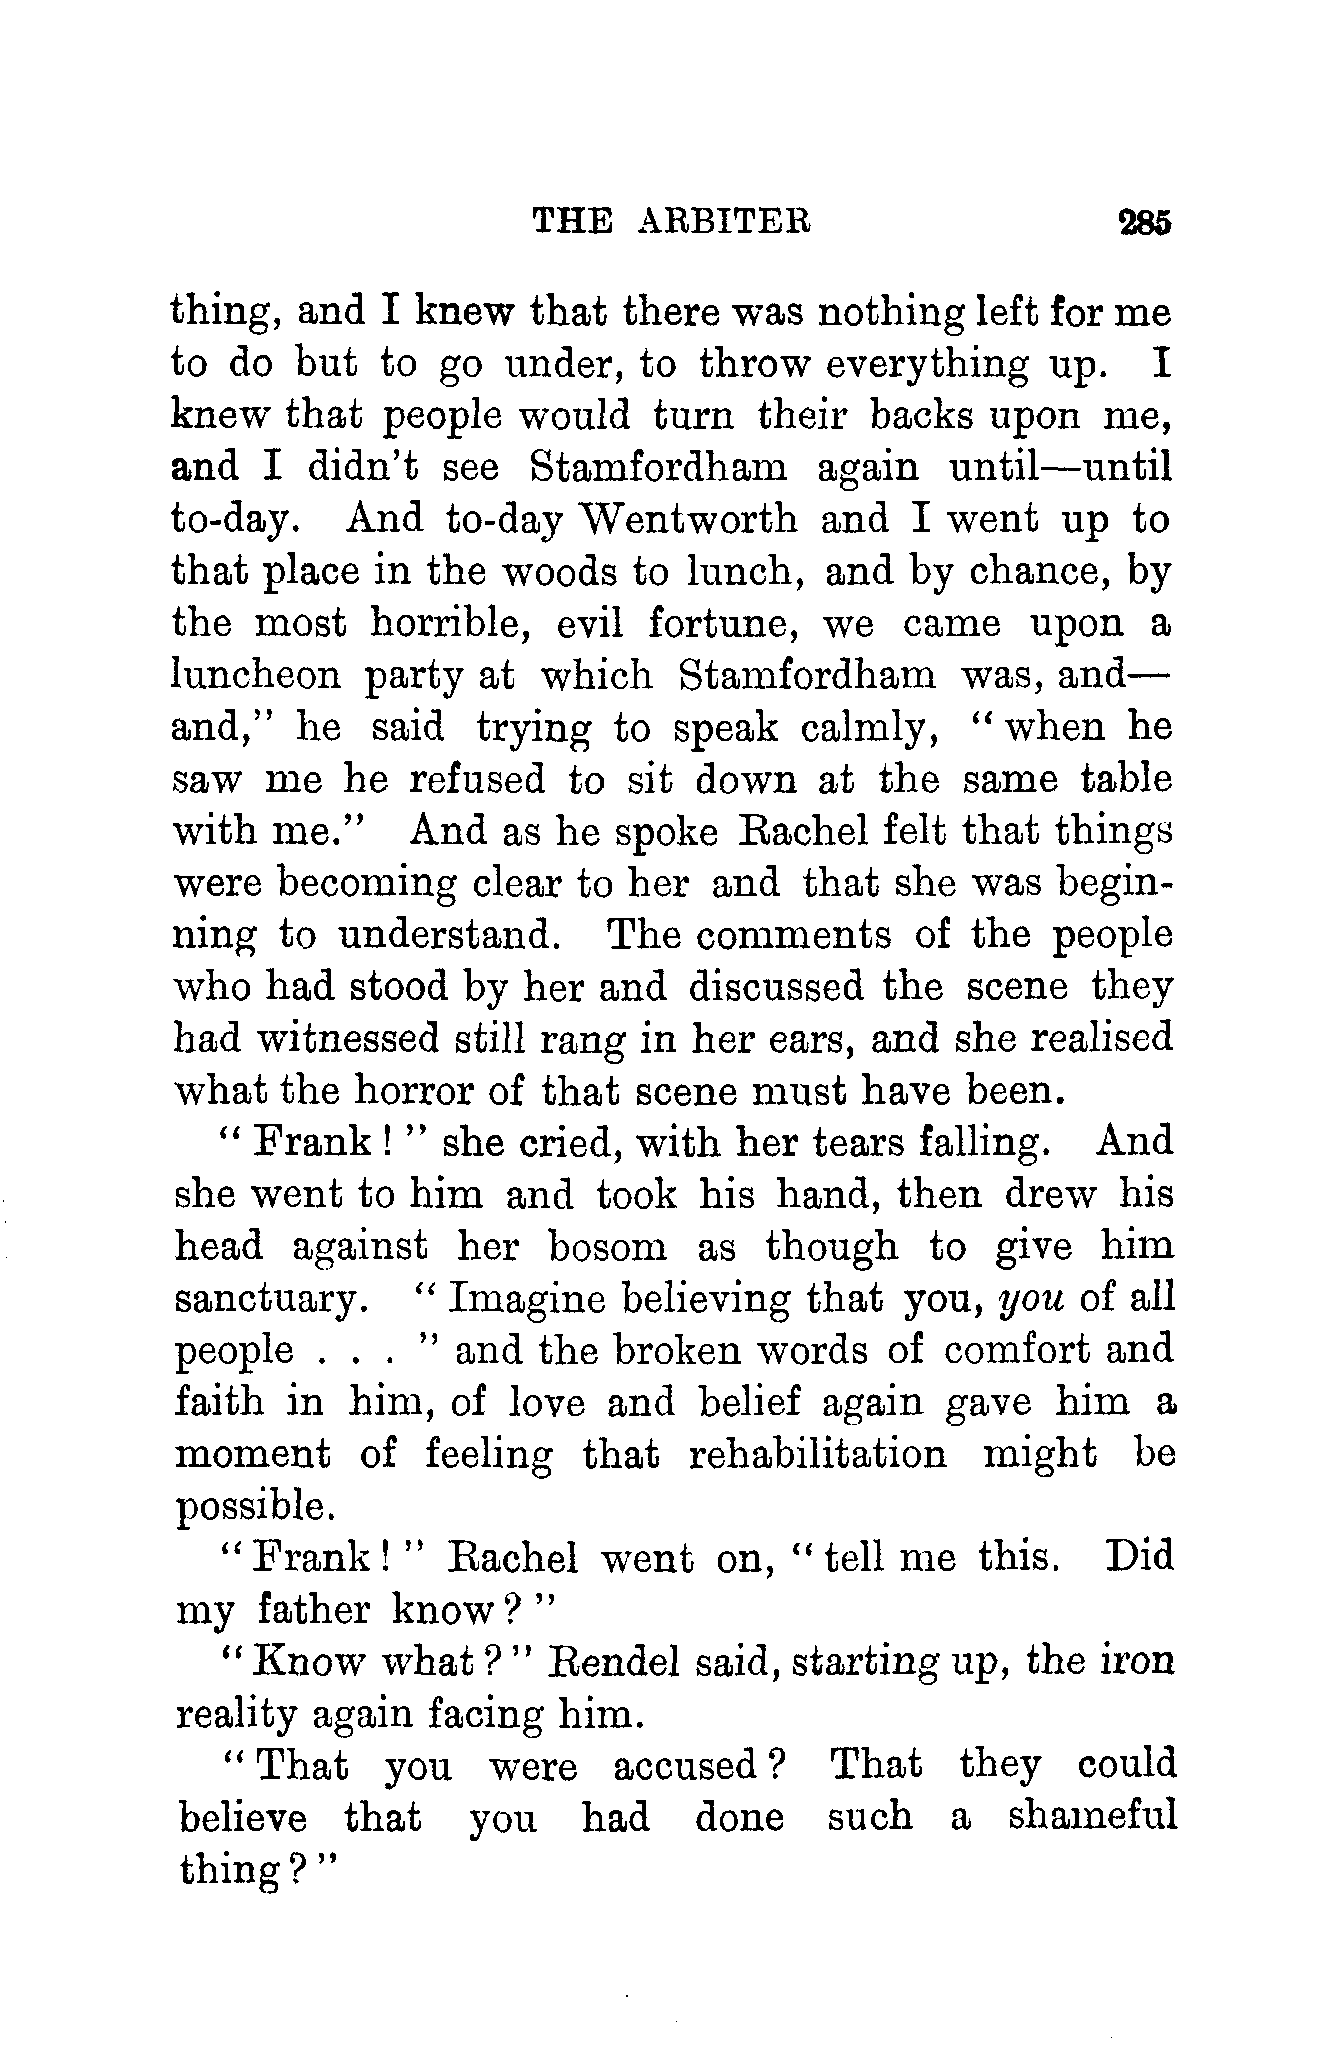 THE ARBITER 285
thing, and I knew that there was nothing left for me
to do but to go under, to throw everything up. I
knew that people would turn their backs upon me,
and I didn't see Stamfordham again until—until
to-day. And to-day Wentworth and I went up to
that place in the woods to lunch, and by chance, by
the most horrible, evil fortune, we came upon a
luncheon party at which Stamfordham was, and—
and," he said trying to speak calmly, "when he
saw me he refused to sit down at the same table
with me." And as he spoke Rachel felt that things
were becoming clear to her and that she was begin-
ning to understand. The comments of the people
who had stood by her and discussed the scene they
had witnessed still rang in her ears, and she realised
what the horror of that scene must have been.
"Frank!" she cried, with her tears falling. And
she went to him and took his hand, then drew his
head against her bosom as though to give him
sanctuary. "Imagine believing that you, you of all
people . . ." and the broken words of comfort and
faith in him, of love and belief again gave him a
moment of feeling that rehabilitation might be
possible.
"Frank!" Rachel went on, "tell me this. Did
my father know?"
"Know what?" Rendel said, starting up, the iron
reality again facing him.
"That you were accused? That they could
believe that you had done such a shameful
thing?"